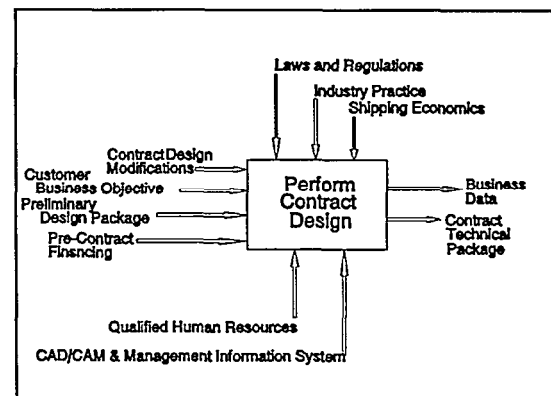 Laws and Regulations
Industry Practice
Shipping Economics
Contract Design
Modifications
Customer
Business Objective
Preliminary
Design Package
Pre-Contract
Finsncing
Perform
Contract
Design
Business
Data
Contract
Technical
Package
Qualified Human Resources
CAD/CAM & Management Information System